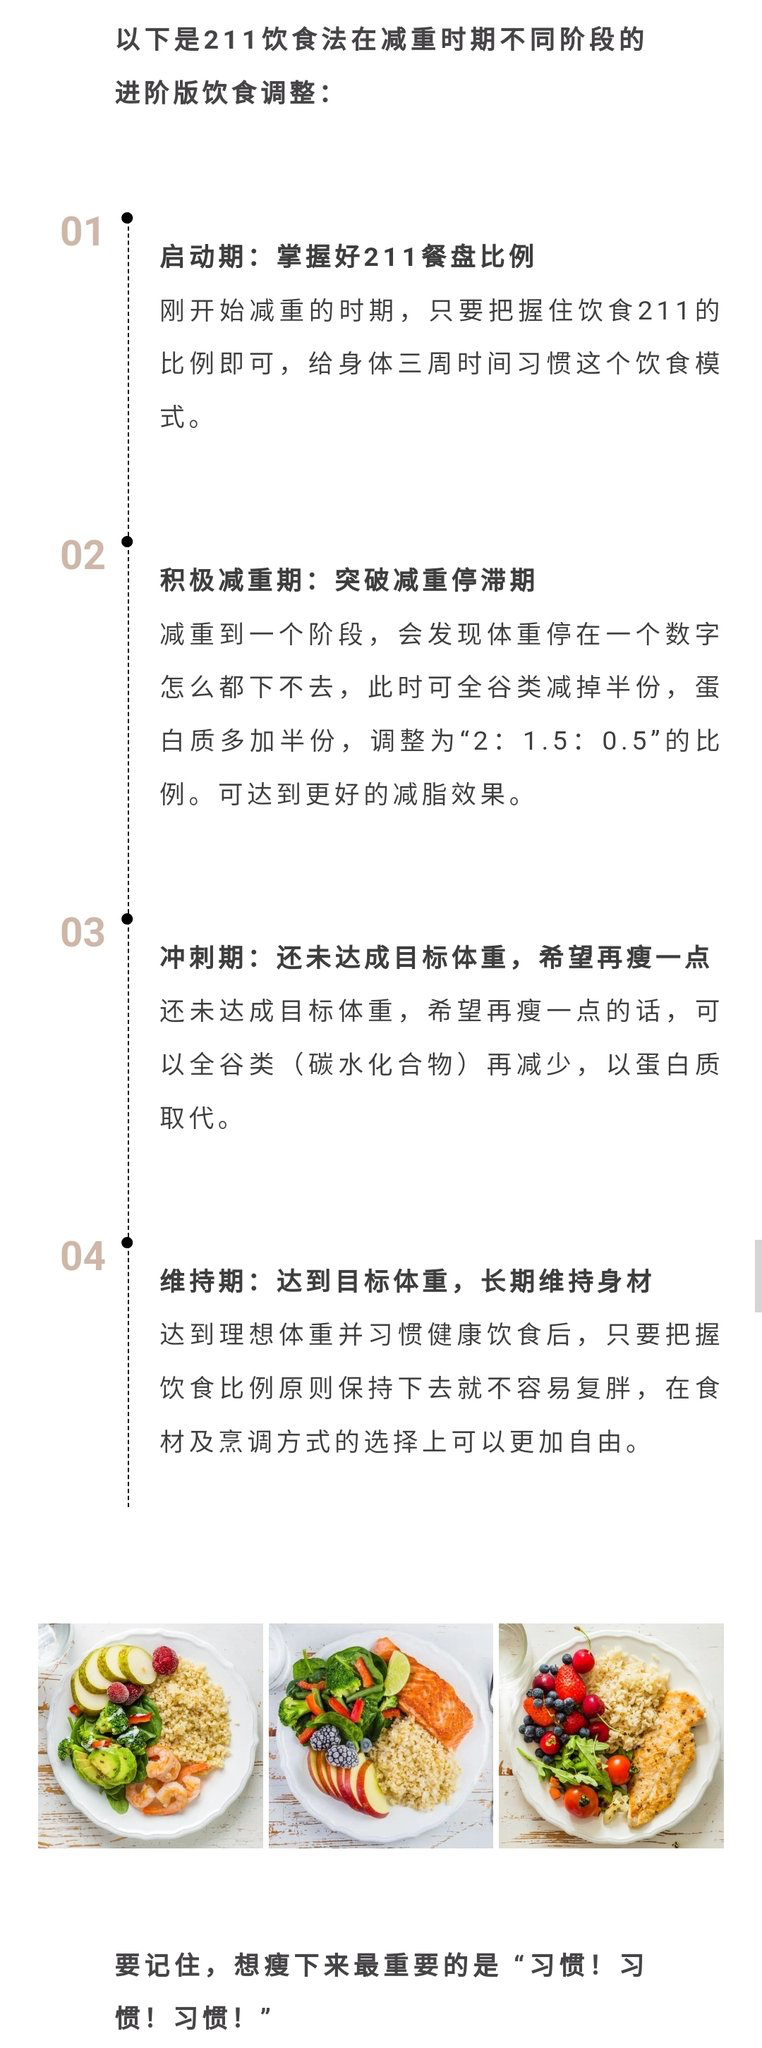 以下是211饮食法在减重时期不同阶段的
进阶版饮食调整：
01
启动期：掌握好211餐盘比例
刚开始减重的时期，只要把握住饮食211的
比例即可，给身体三周时间习惯这个饮食模
式。
02
积极减重期：突破减重停滞期
减重到一个阶段，会发现体重停在一个数字
怎么都下不去，此时可全谷类减掉半份，蛋
白质多加半份，调整为“2：1.5：0.5”的比
例。可达到更好的减脂效果。
03
冲刺期：还未达成目标体重，希望再瘦一点
还未达成目标体重，希望再瘦一点的话，可
以全谷类（碳水化合物）再减少，以蛋白质
取代。
04
维持期：达到目标体重，长期维持身材
达到理想体重并习惯健康饮食后，只要把握
饮食比例原则保持下去就不容易复胖，在食
材及烹调方式的选择上可以更加自由。
要记住，想瘦下来最重要的是“习惯！习
惯！习惯！”